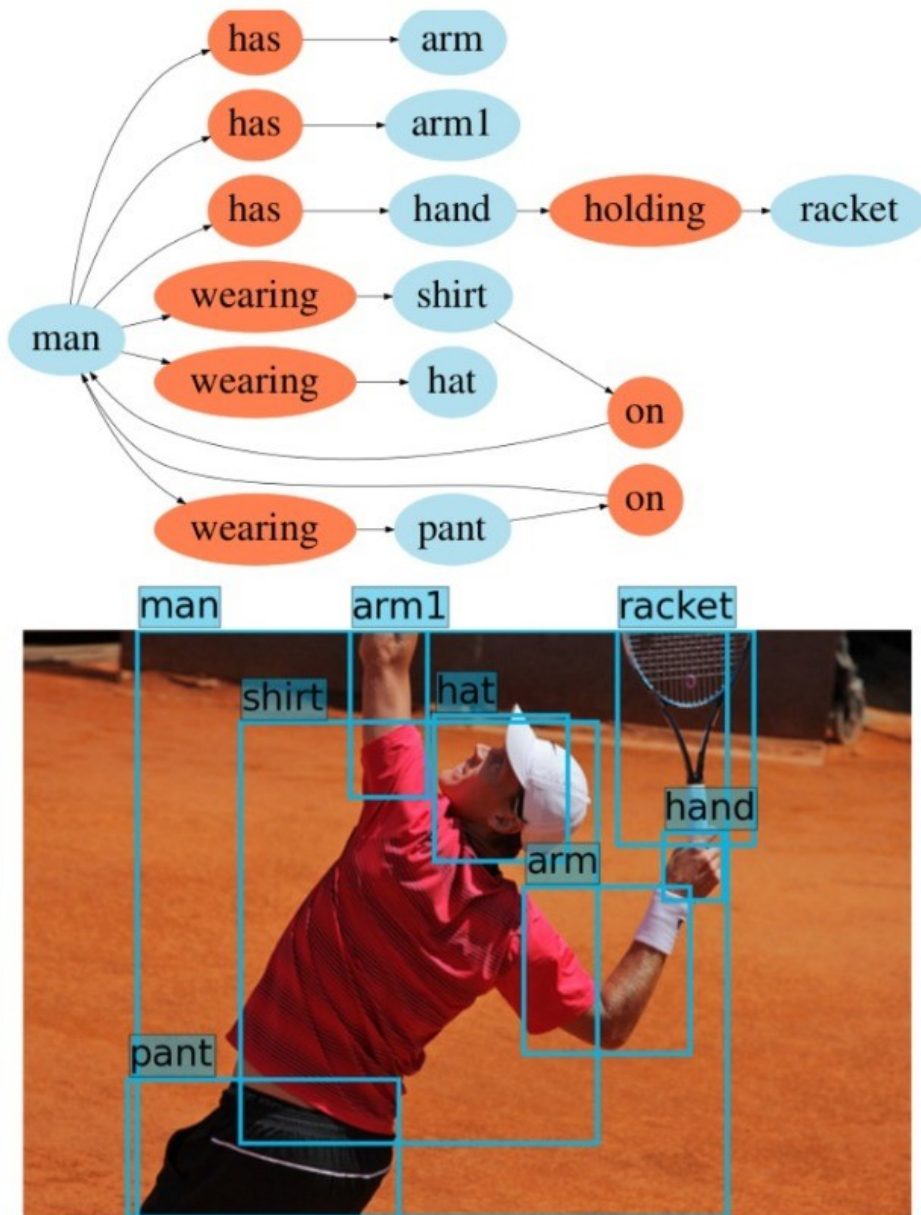 has arm
has arm1
has hand holding racket
wearing shirt
man
wearing hat
on
on
wearing pant
man arm1 racket
shirt hat
hand
arm
pant